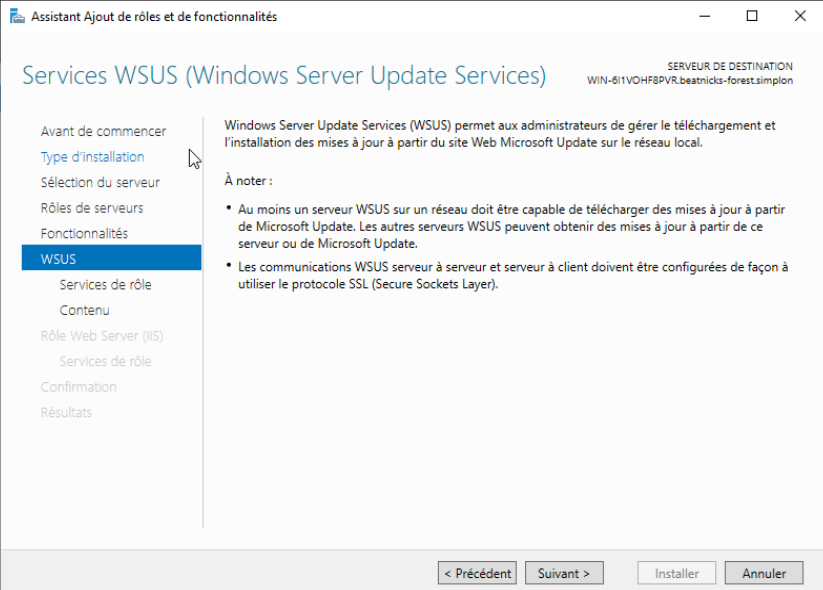 Assistant Ajout de rôles et de fonctionnalités
Services WSUS (Windows Server Update Services)
SERVEUR DE DESTINATION
WIN-6I1VOHF8PVR.beatnicks-forest.simplon
Avant de commencer
Type d'installation
Sélection du serveur
Rôles de serveurs
Fonctionnalités
WSUS
Services de rôle
Contenu
Rôle Web Server (IIS)
Services de rôle
Confirmation
Résultats
Windows Server Update Services (WSUS) permet aux administrateurs de gérer le téléchargement et
l'installation des mises à jour à partir du site Web Microsoft Update sur le réseau local.
À noter :
• Au moins un serveur WSUS sur un réseau doit être capable de télécharger des mises à jour à partir
de Microsoft Update. Les autres serveurs WSUS peuvent obtenir des mises à jour à partir de ce
serveur ou de Microsoft Update.
• Les communications WSUS serveur à serveur et serveur à client doivent être configurées de façon à
utiliser le protocole SSL (Secure Sockets Layer).
< Précédent
Suivant >
Installer
Annuler